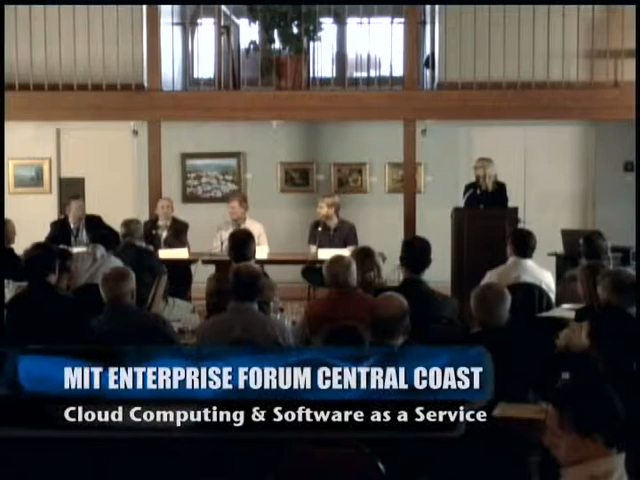 MIT ENTERPRISE FORUM CENTRAL COAST
Cloud Computing & Software as a Service